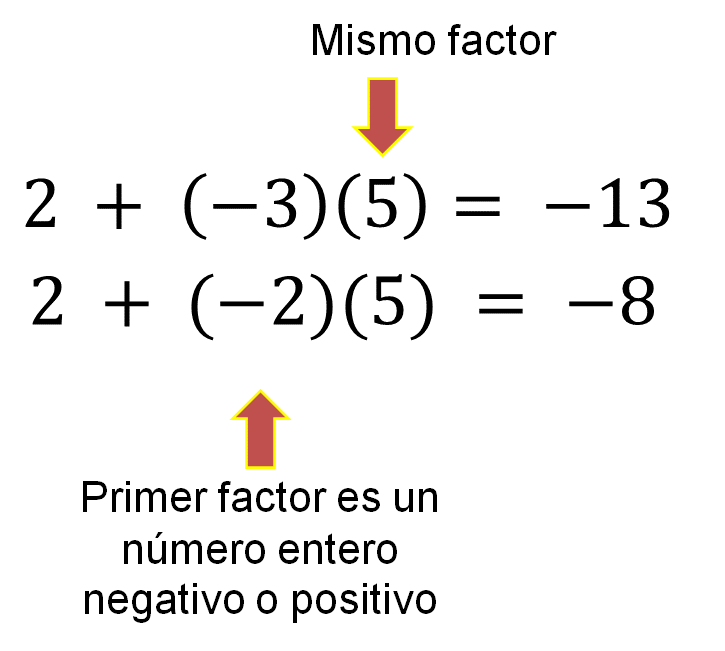 Mismo factor
2 + (−3)(5) = −13
2 + (−2)(5) = −8
Primer factor es un
número entero
negativo o positivo